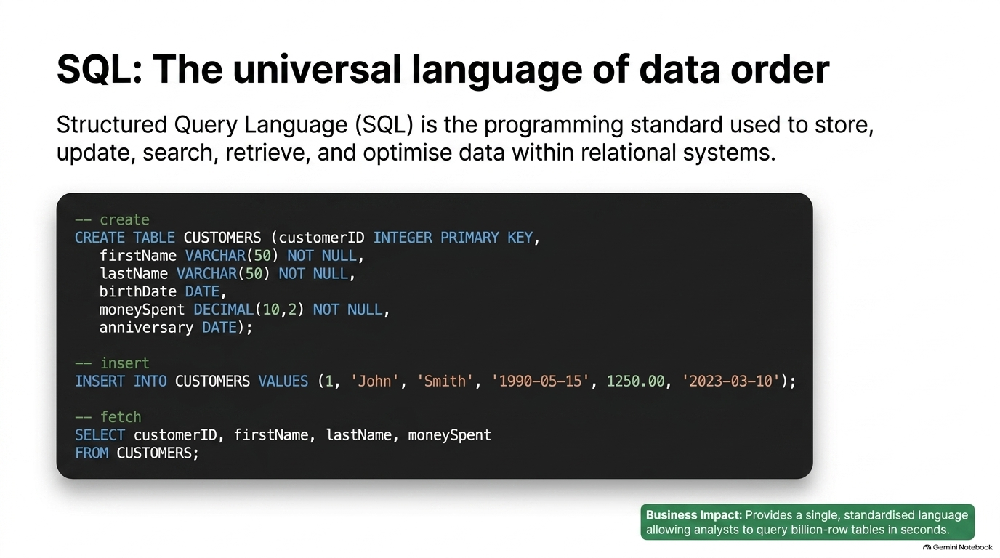 SQL: The universal language of data order
Structured Query Language (SQL) is the programming standard used to store,
update, search, retrieve, and optimise data within relational systems.
-- create
CREATE TABLE CUSTOMERS (customerID INTEGER PRIMARY KEY,
   firstName VARCHAR(50) NOT NULL,
   lastName VARCHAR(50) NOT NULL,
   birthDate DATE,
   moneySpent DECIMAL(10,2) NOT NULL,
   anniversary DATE);
-- insert
INSERT INTO CUSTOMERS VALUES (1, 'John', 'Smith', '1990-05-15', 1250.00, '2023-03-10');
-- fetch
SELECT customerID, firstName, lastName, moneySpent
FROM CUSTOMERS;
Business Impact: Provides a single, standardised language
allowing analysts to query billion-row tables in seconds.
Gemini Notebook